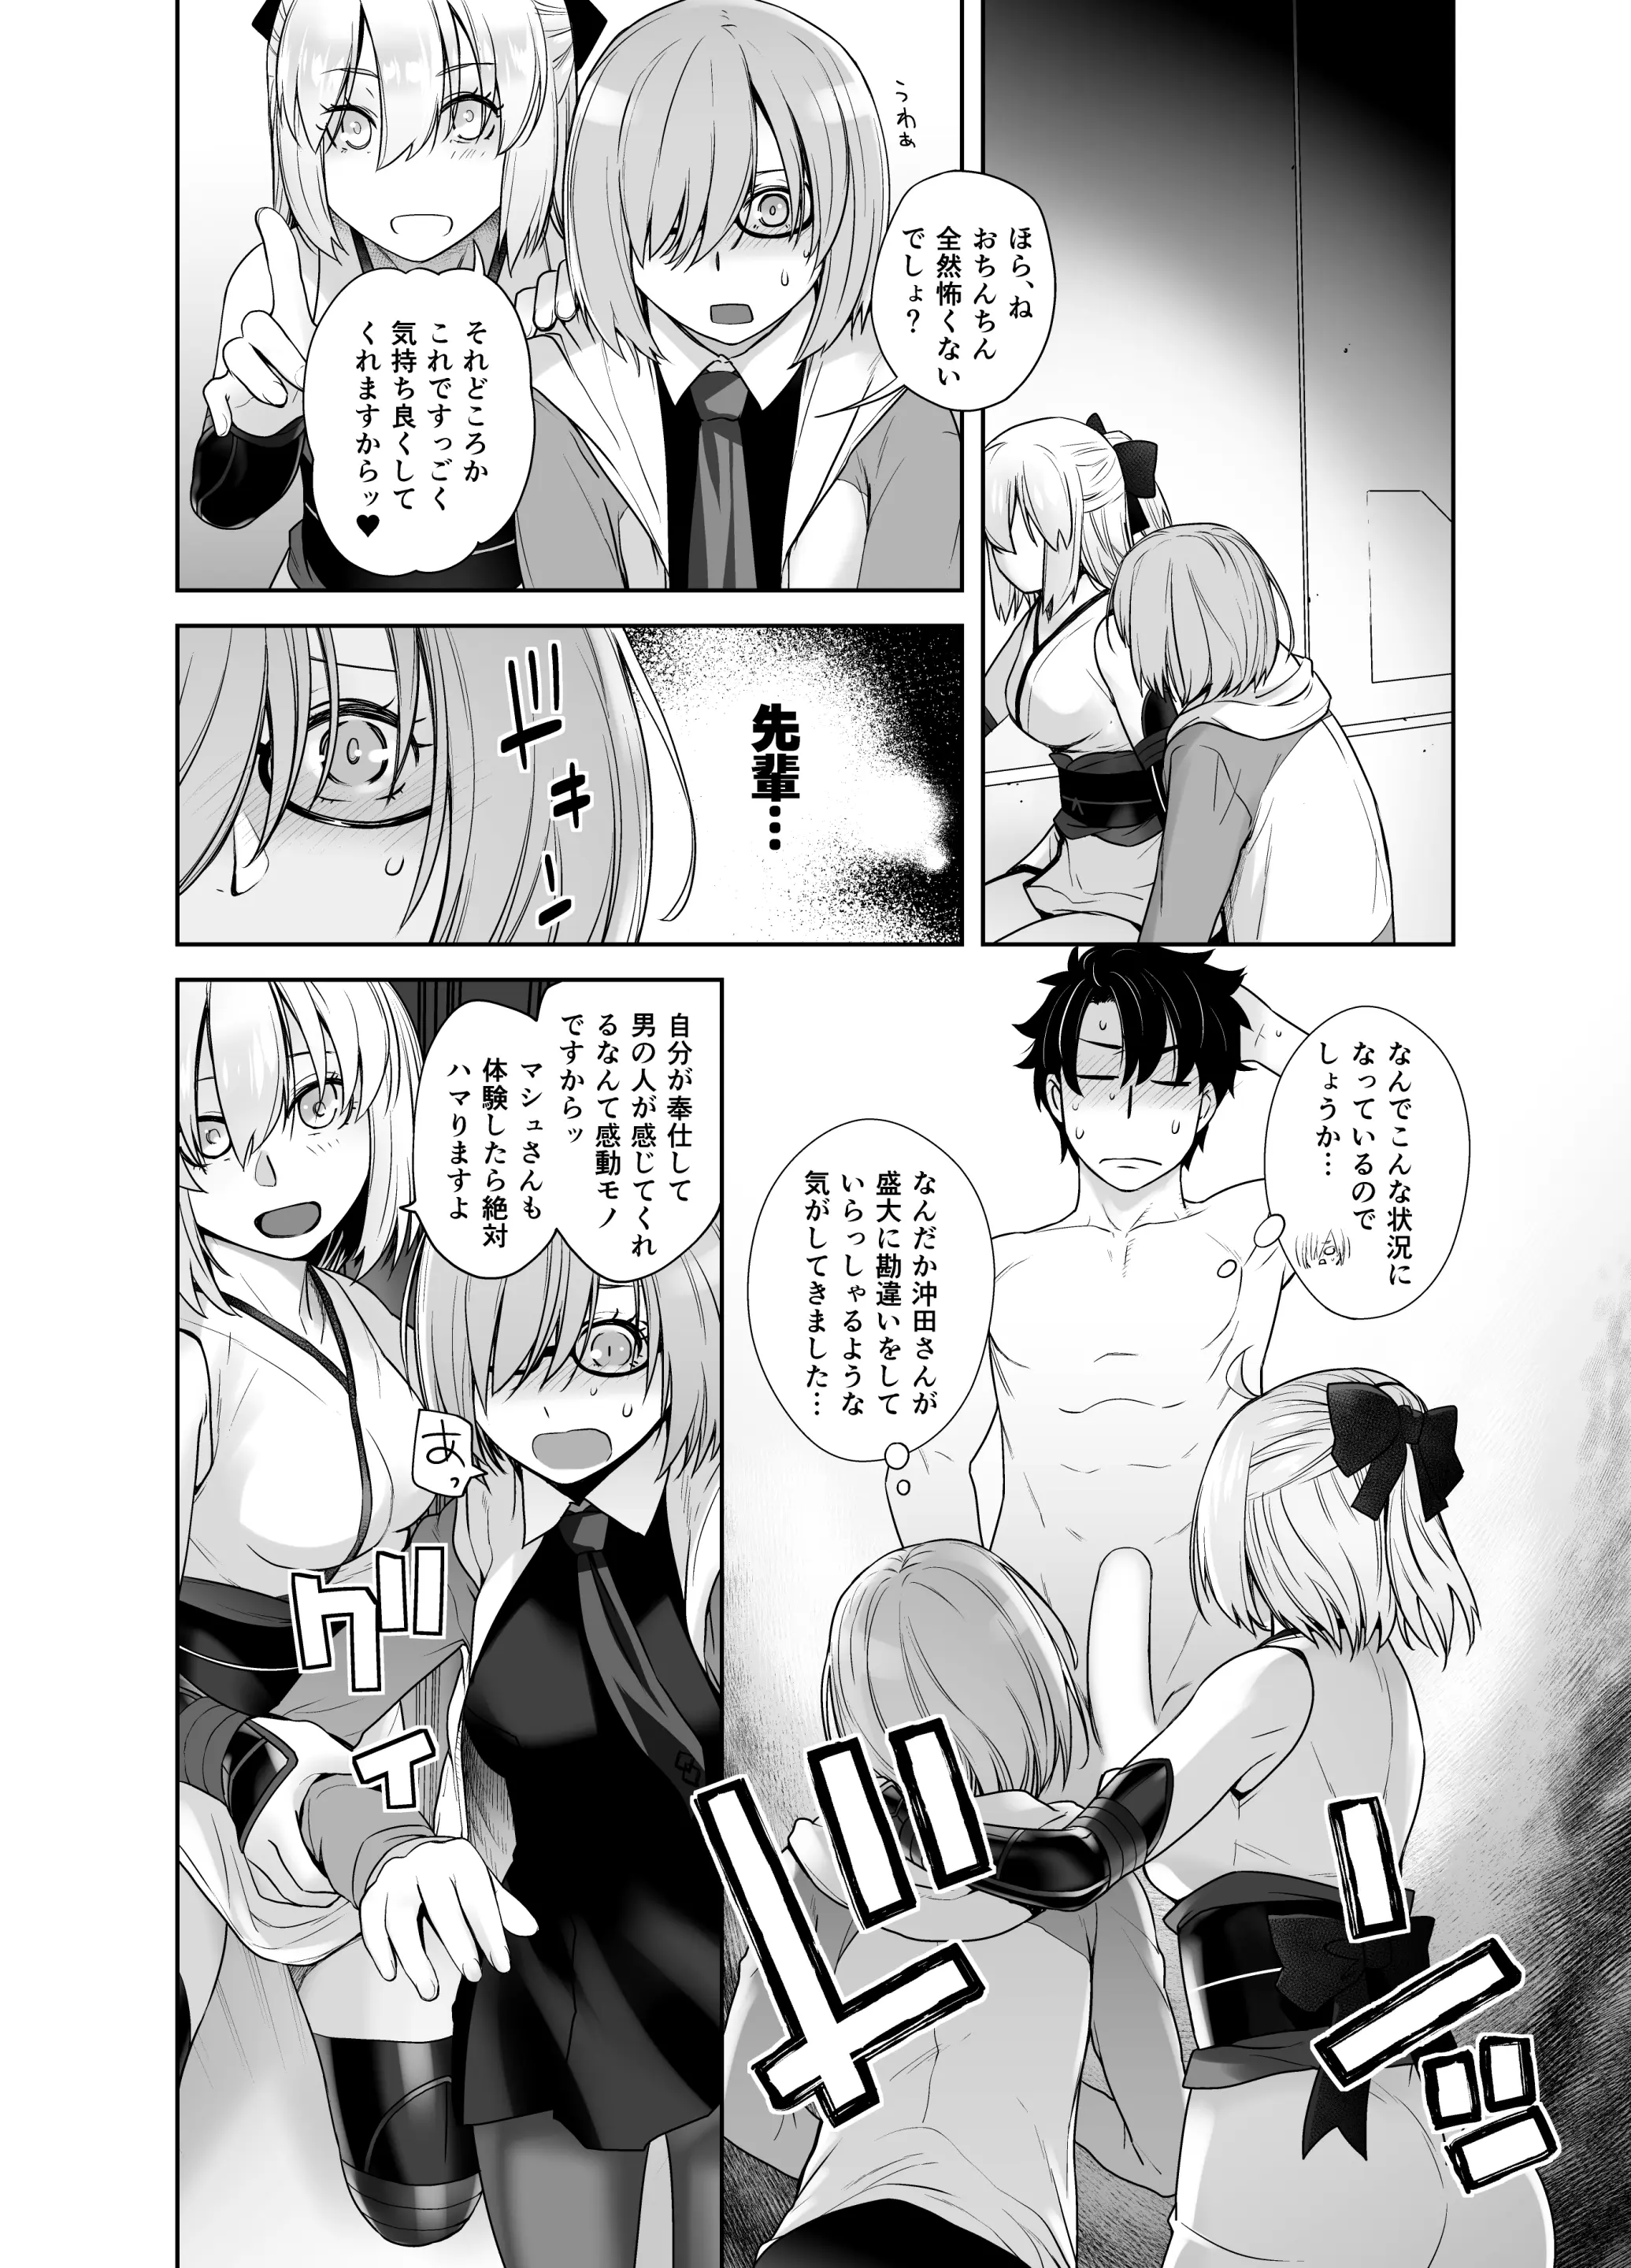 ほら、ね
おちんちん
全然怖くない
でしょ?
うわぁ
それどころか
これですっごく
気持ち良くして
くれますからッ
♥
先輩…
ドキッ
なんでこんな状況に
なっているので
しょうか…
なんだか沖田さんが
盛大に勘違いをして
いらっしゃるような
気がしてきました…
ドーンッ
自分が奉仕して
男の人が感じてくれ
るなんて感動モノ
ですからッ
マシュさんも
体験したら絶対
ハマりますよ
あっ
グイ